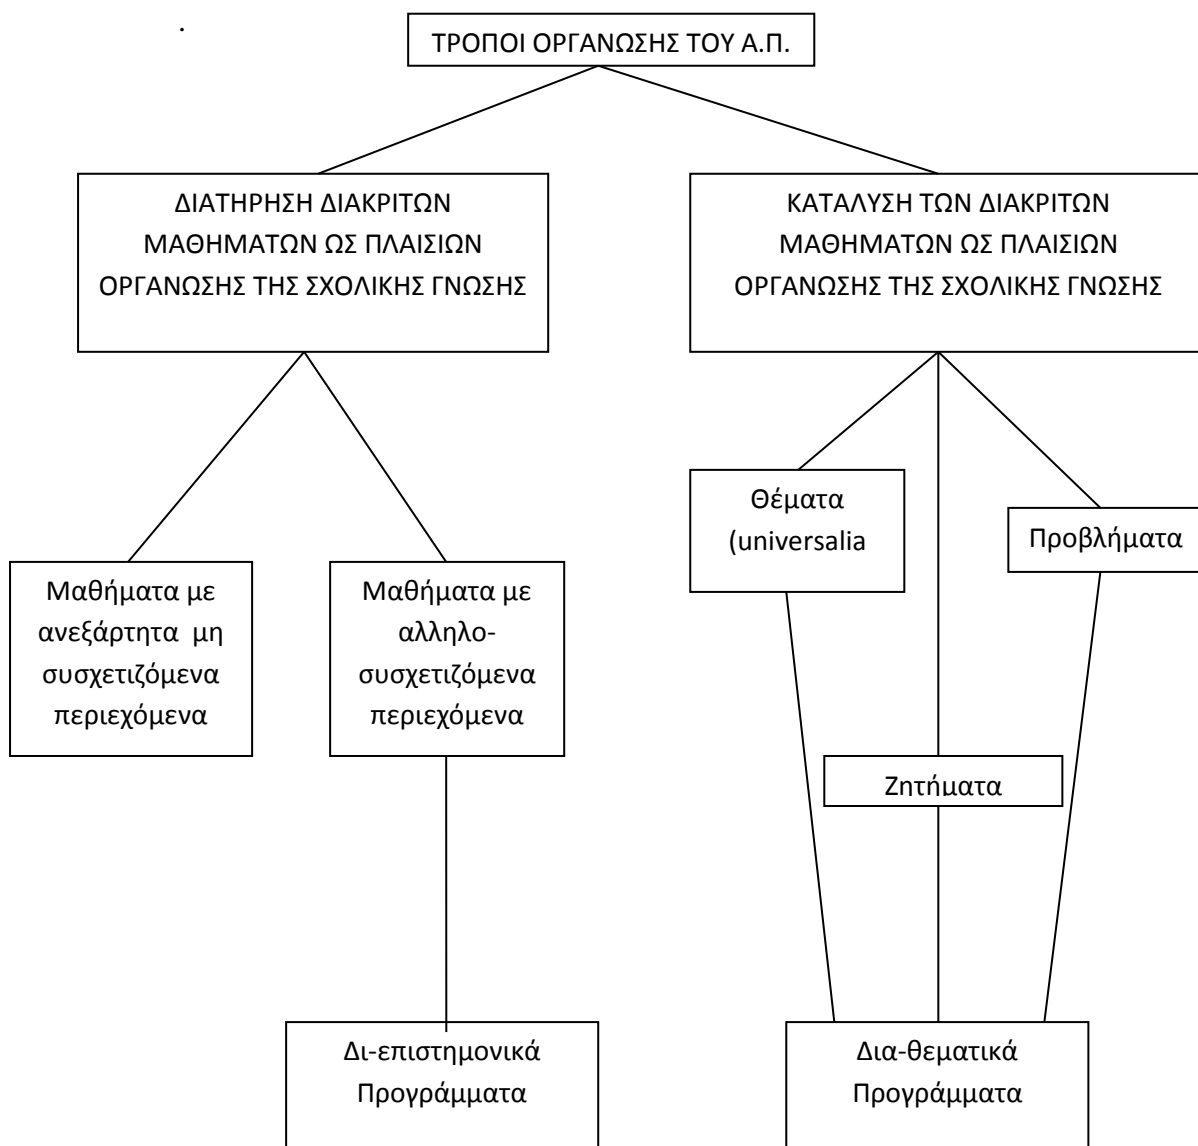 ΤΡΟΠΟΙ ΟΡΓΑΝΩΣΗΣ ΤΟΥ Α.Π.
ΔΙΑΤΗΡΗΣΗ ΔΙΑΚΡΙΤΩΝ
ΜΑΘΗΜΑΤΩΝ ΩΣ ΠΛΑΙΣΙΩΝ
ΟΡΓΑΝΩΣΗΣ ΤΗΣ ΣΧΟΛΙΚΗΣ ΓΝΩΣΗΣ
ΚΑΤΑΛΥΣΗ ΤΩΝ ΔΙΑΚΡΙΤΩΝ
ΜΑΘΗΜΑΤΩΝ ΩΣ ΠΛΑΙΣΙΩΝ
ΟΡΓΑΝΩΣΗΣ ΤΗΣ ΣΧΟΛΙΚΗΣ ΓΝΩΣΗΣ
Θέματα
(universalia
Προβλήματα
Μαθήματα με
ανεξάρτητα μη
συσχετιζόμενα
περιεχόμενα
Μαθήματα με
αλληλο-
συσχετιζόμενα
περιεχόμενα
Ζητήματα
Δι-επιστημονικά
Προγράμματα
Δια-θεματικά
Προγράμματα